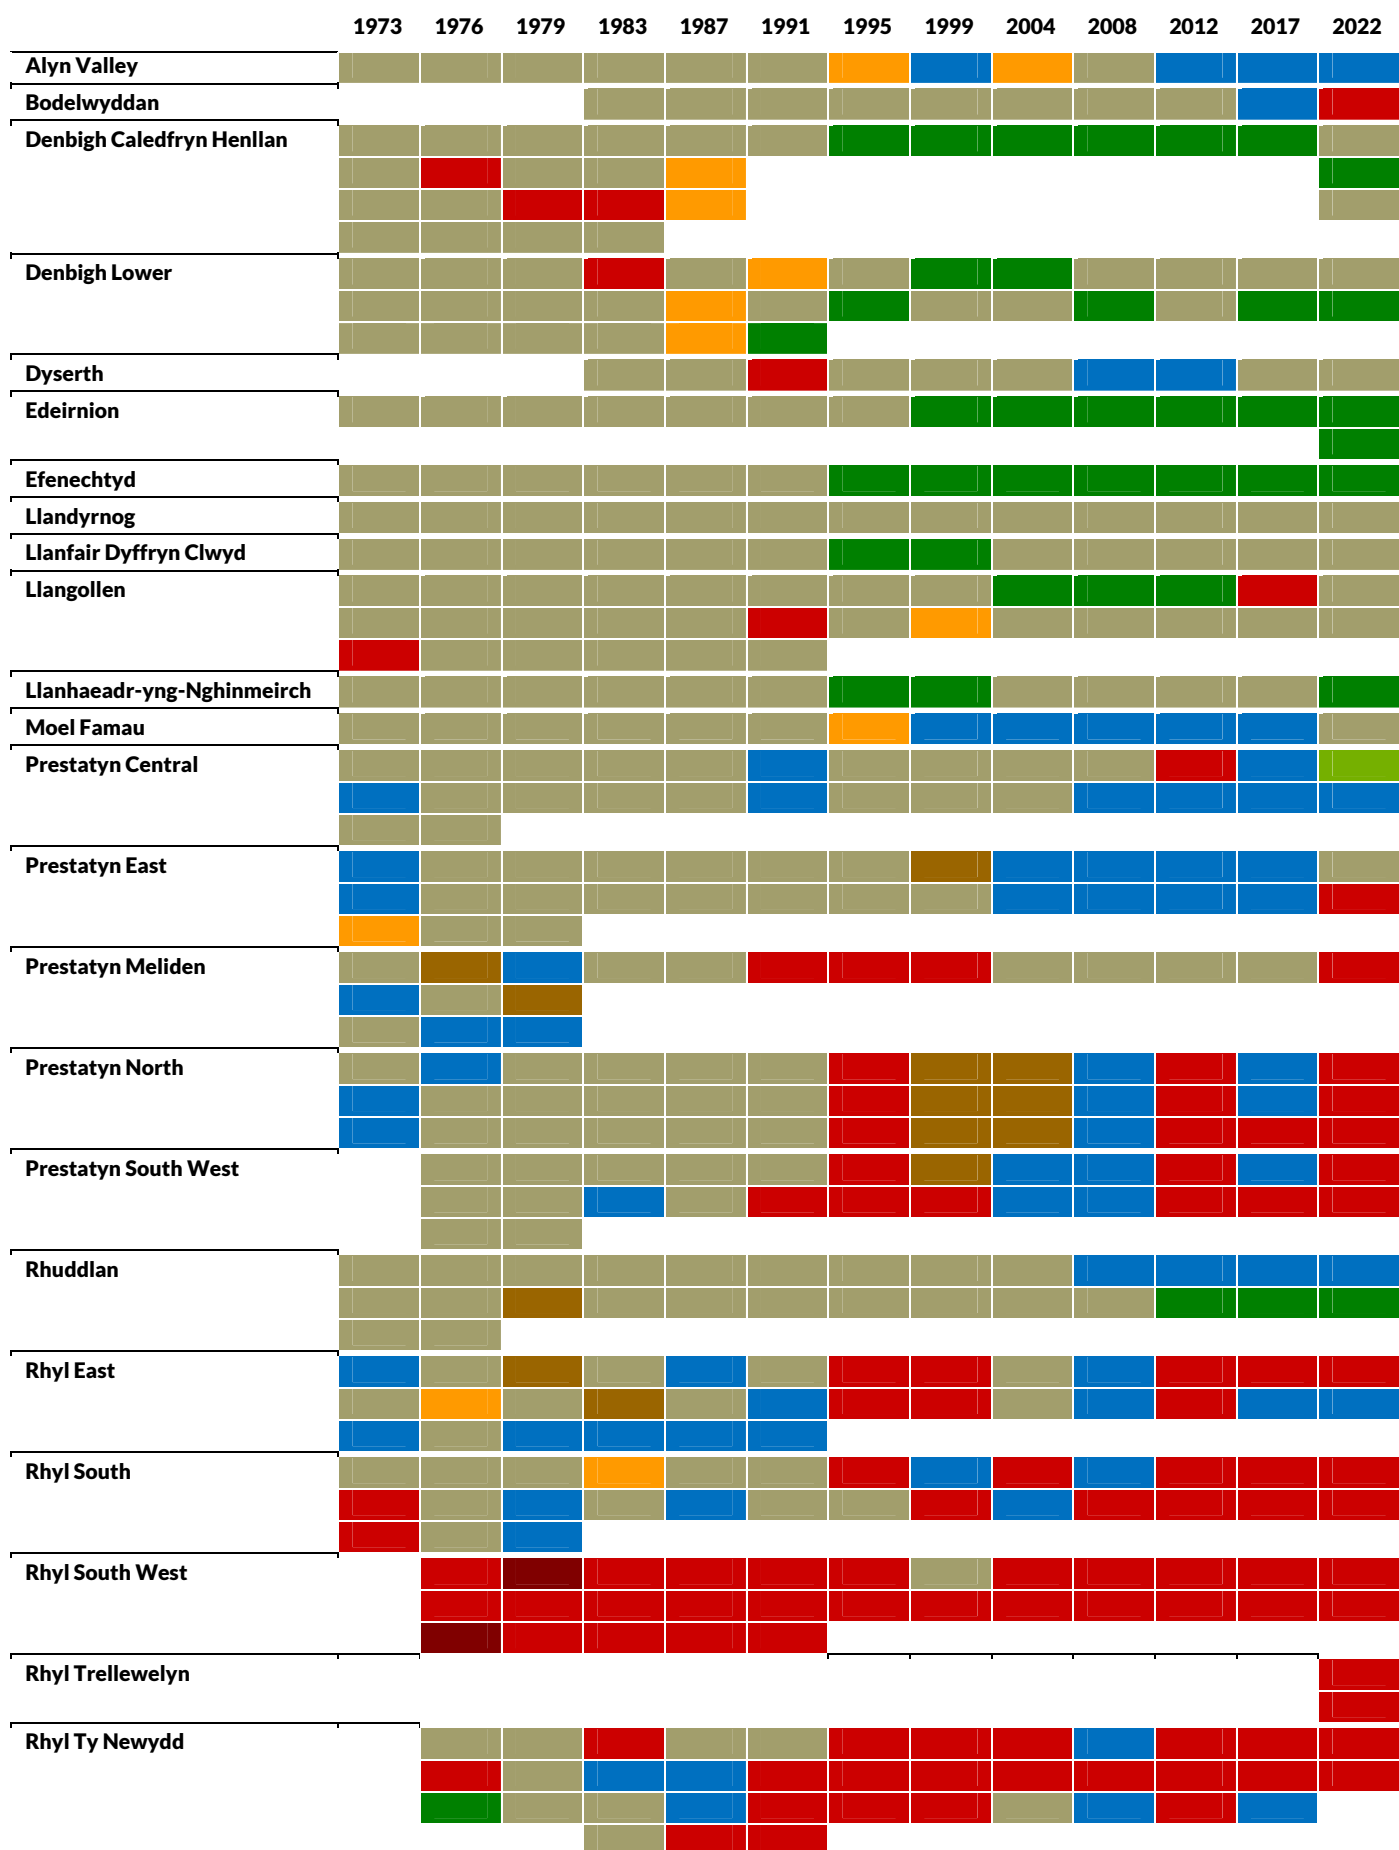 1973 1976 1979 1983 1987 1991 1995 1999 2004 2008 2012 2017 2022
Alyn Valley
Bodelwyddan
Denbigh Caledfryn Henllan
Denbigh Lower
Dyserth
Edeirnion
Efenechtyd
Llandyrnog
Llanfair Dyffryn Clwyd
Llangollen
Llanhaeadr-yng-Nghinmeirch
Moel Famau
Prestatyn Central
Prestatyn East
Prestatyn Meliden
Prestatyn North
Prestatyn South West
Rhuddlan
Rhyl East
Rhyl South
Rhyl South West
Rhyl Trellewelyn
Rhyl Ty Newydd